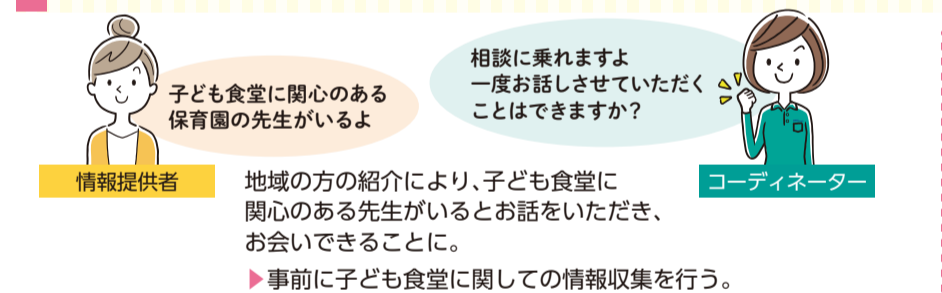 子ども食堂に関心のある
保育園の先生がいるよ
相談に乗れますよ
一度お話しさせていただく
ことはできますか?
情報提供者
コーディネーター
地域の方の紹介により、子ども食堂に
関心のある先生がいるとお話をいただき、
お会いできることに。
▶事前に子ども食堂に関しての情報収集を行う。